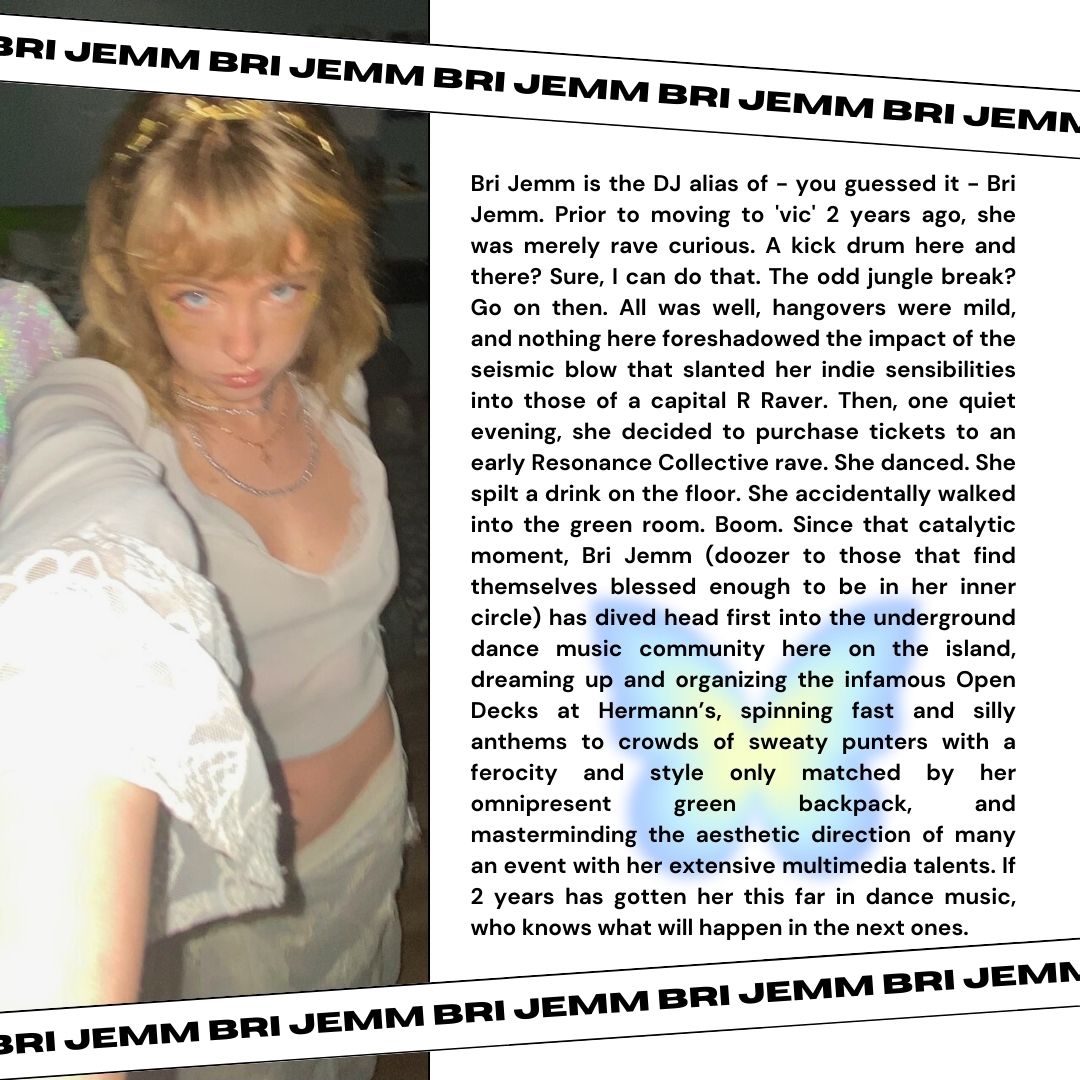 BRI JEMM BRI JEMM BRI JEMM BRI JEMM BRI JEMM
Bri Jemm is the DJ alias of - you guessed it - Bri
Jemm. Prior to moving to 'vic' 2 years ago, she
was merely rave curious. A kick drum here and
there? Sure, I can do that. The odd jungle break?
Go on then. All was well, hangovers were mild,
and nothing here foreshadowed the impact of the
seismic blow that slanted her indie sensibilities
into those of a capital R Raver. Then, one quiet
evening, she decided to purchase tickets to an
early Resonance Collective rave. She danced. She
spilt a drink on the floor. She accidentally walked
into the green room. Boom. Since that catalytic
moment, Bri Jemm (doozer to those that find
themselves blessed enough to be in her inner
circle) has dived head first into the underground
dance music community here on the island,
dreaming up and organizing the infamous Open
Decks at Hermann’s, spinning fast and silly
anthems to crowds of sweaty punters with a
ferocity and style only matched by her
omnipresent green backpack, and
masterminding the aesthetic direction of many
an event with her extensive multimedia talents. If
2 years has gotten her this far in dance music,
who knows what will happen in the next ones.
BRI JEMM BRI JEMM BRI JEMM BRI JEMM BRI JEMM